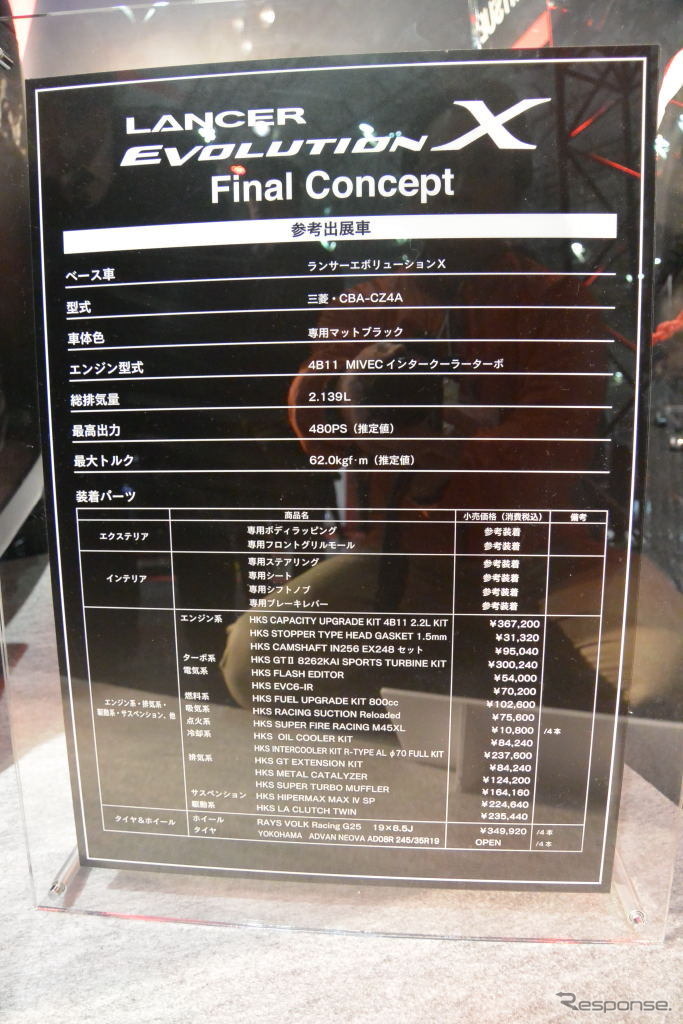 LANCER
EVOLUTION X
Final Concept
参考出展車
ベース車 ランサーエボリューションX
型式 三菱・CBA-CZ4A
車体色 専用マットブラック
エンジン型式 4B11 MIVECインタークーラーターボ
総排気量 2.139L
最高出力 480PS（推定値）
最大トルク 62.0kgf·m（推定値）
装着パーツ
商品名 小売価格（消費税込） 備考
エクステリア 専用ボディラッピング 参考装着
専用フロントグリルモール 参考装着
インテリア 専用ステアリング 参考装着
専用シート 参考装着
専用シフトノブ 参考装着
専用ブレーキレバー 参考装着
エンジン系・排気系・
駆動系・サスペンション、他
エンジン系 HKS CAPACITY UPGRADE KIT 4B11 2.2L KIT ¥367,200
HKS STOPPER TYPE HEAD GASKET 1.5mm ¥31,320
HKS CAMSHAFT IN256 EX248 セット ¥95,040
ターボ系 HKS GTⅡ 8262KAI SPORTS TURBINE KIT ¥300,240
電気系 HKS FLASH EDITOR ¥54,000
HKS EVC6-IR ¥70,200
燃料系 HKS FUEL UPGRADE KIT 800cc ¥102,600
吸気系 HKS RACING SUCTION Reloaded ¥75,600
点火系 HKS SUPER FIRE RACING M45XL ¥10,800 /4本
冷却系 HKS OIL COOLER KIT ¥84,240
HKS INTERCOOLER KIT R-TYPE AL φ70 FULL KIT ¥237,600
排気系 HKS GT EXTENSION KIT ¥84,240
HKS METAL CATALYZER ¥124,200
HKS SUPER TURBO MUFFLER ¥164,160
サスペンション HKS HIPERMAX MAX Ⅳ SP ¥224,640
駆動系 HKS LA CLUTCH TWIN ¥235,440
タイヤ&ホイール ホイール RAYS VOLK Racing G25 19×8.5J ¥349,920 /4本
タイヤ YOKOHAMA ADVAN NEOVA AD08R 245/35R19 OPEN /4本
Response.